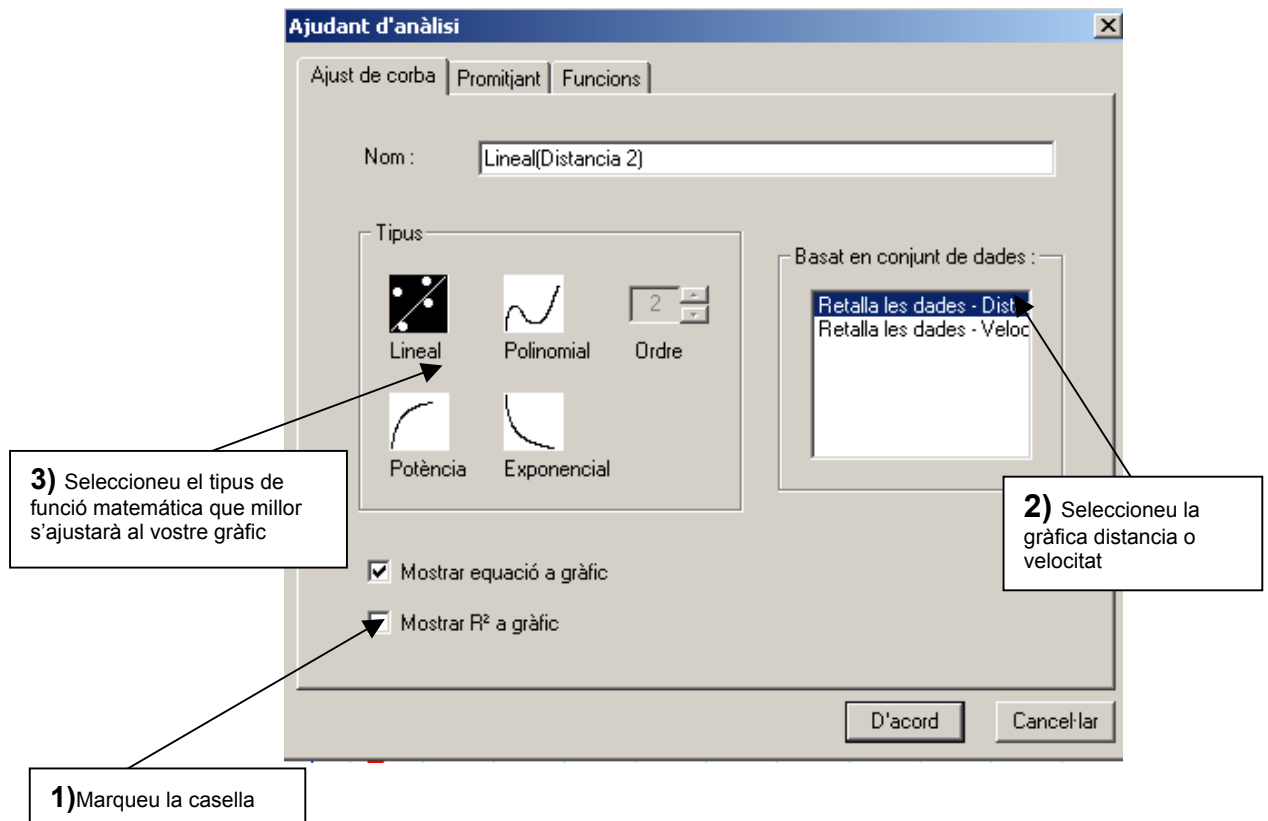 Ajudant d'anàlisi
Ajust de corba Promitjant Funcions
Nom : Lineal(Distancia 2)
Tipus
Lineal Polinomial 2 Ordre
Potència Exponencial
Basat en conjunt de dades :
Retalla les dades - Dist
Retalla les dades - Veloc
3) Seleccioneu el tipus de
funció matemática que millor
s'ajustarà al vostre gràfic
2) Seleccioneu la
gràfica distancia o
velocitat
Mostrar equació a gràfic
Mostrar R² a gràfic
D'acord Cancel·lar
1)Marqueu la casella